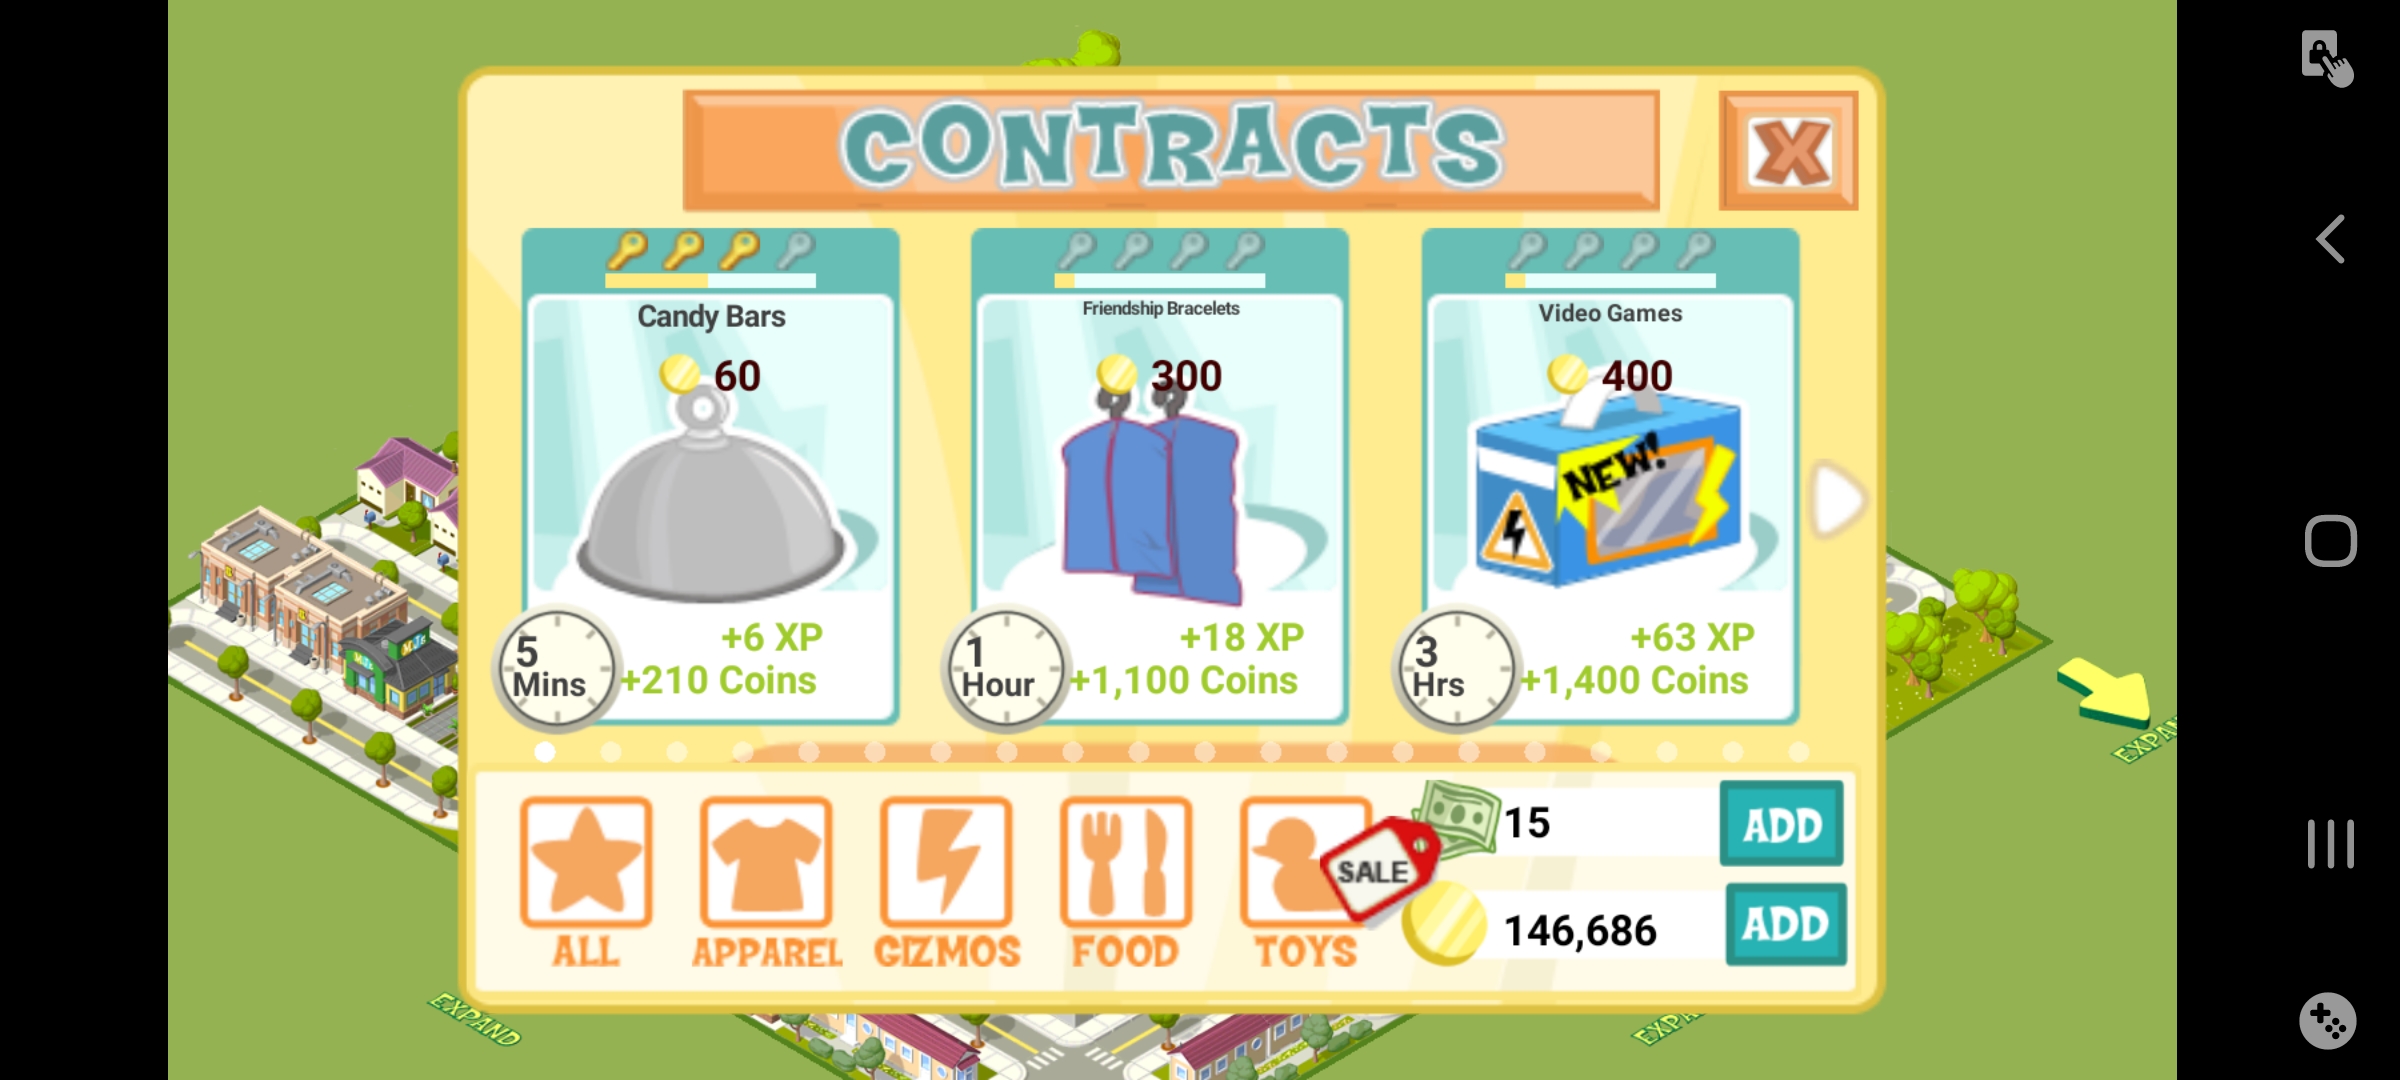 CONTRACTS
X
Candy Bars
60
5
Mins
+6 XP
+210 Coins
Friendship Bracelets
300
1
Hour
+18 XP
+1,100 Coins
Video Games
400
NEW!
3
Hrs
+63 XP
+1,400 Coins
ALL
APPAREL
GIZMOS
FOOD
TOYS
SALE
15
ADD
146,686
ADD
EXPAND
EXPA
EXPAN